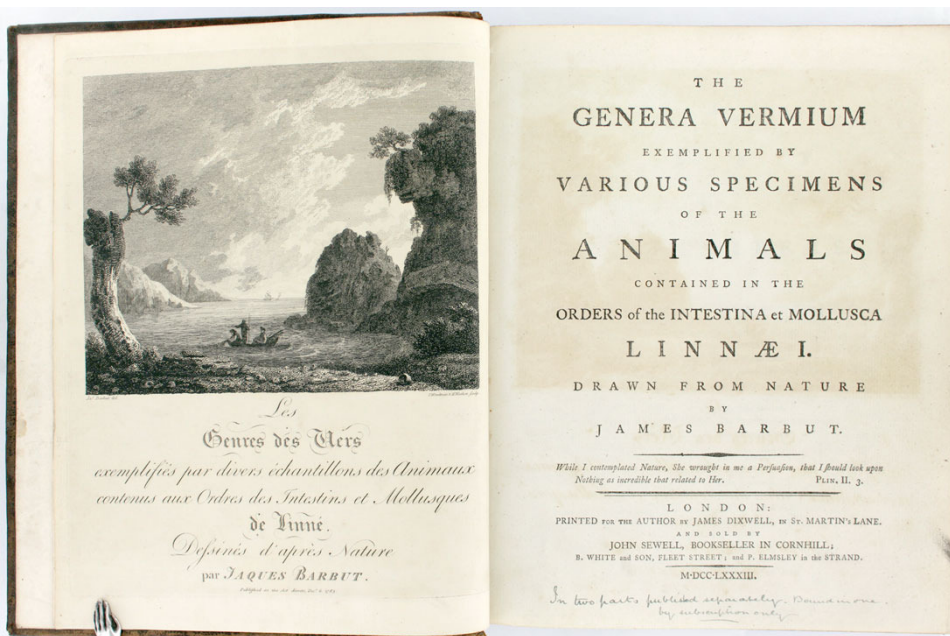 Les
Genres des Vers
exemplifiés par divers échantillons des Animaux
contenus aux Ordres des Intestins et Mollusques
de Linné.
Dessinés d'après Nature
par JAQUES BARBUT.
THE
GENERA VERMIUM
EXEMPLIFIED BY
VARIOUS SPECIMENS
OF THE
ANIMALS
CONTAINED IN THE
ORDERS of the INTESTINA et MOLLUSCA
LINNÆI.
DRAWN FROM NATURE
BY
JAMES BARBUT.
While I contemplated Nature, She wrought in me a Persuasion, that I should look upon
Nothing as incredible that related to Her. PLIN, II. 3.
LONDON:
PRINTED FOR THE AUTHOR BY JAMES DIXWELL, IN ST. MARTIN'S LANE.
AND SOLD BY
JOHN SEWELL, BOOKSELLER IN CORNHILL;
B. WHITE and SON, FLEET STREET; and P. ELMSLEY in the STRAND.
M·DCC·LXXXIII.
In two parts published separately. Bound in one.
by subscription only